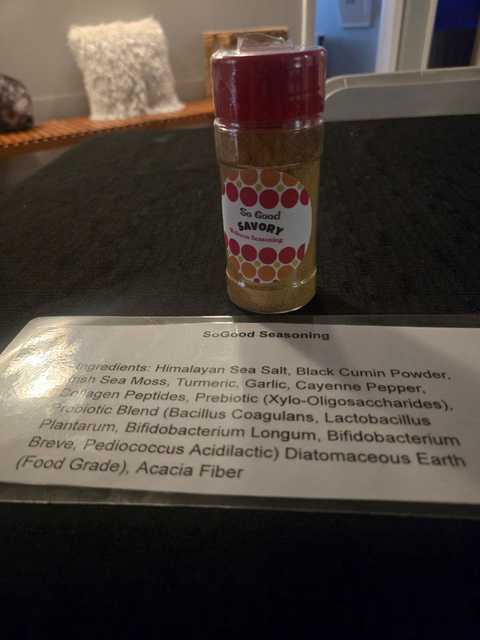 So Good
SAVORY
Seasoning
SoGood Seasoning
Ingredients: Himalayan Sea Salt, Black Cumin Powder,
Irish Sea Moss, Turmeric, Garlic, Cayenne Pepper,
Collagen Peptides, Prebiotic (Xylo-Oligosaccharides),
Probiotic Blend (Bacillus Coagulans, Lactobacillus
Plantarum, Bifidobacterium Longum, Bifidobacterium
Breve, Pediococcus Acidilactic) Diatomaceous Earth
(Food Grade), Acacia Fiber